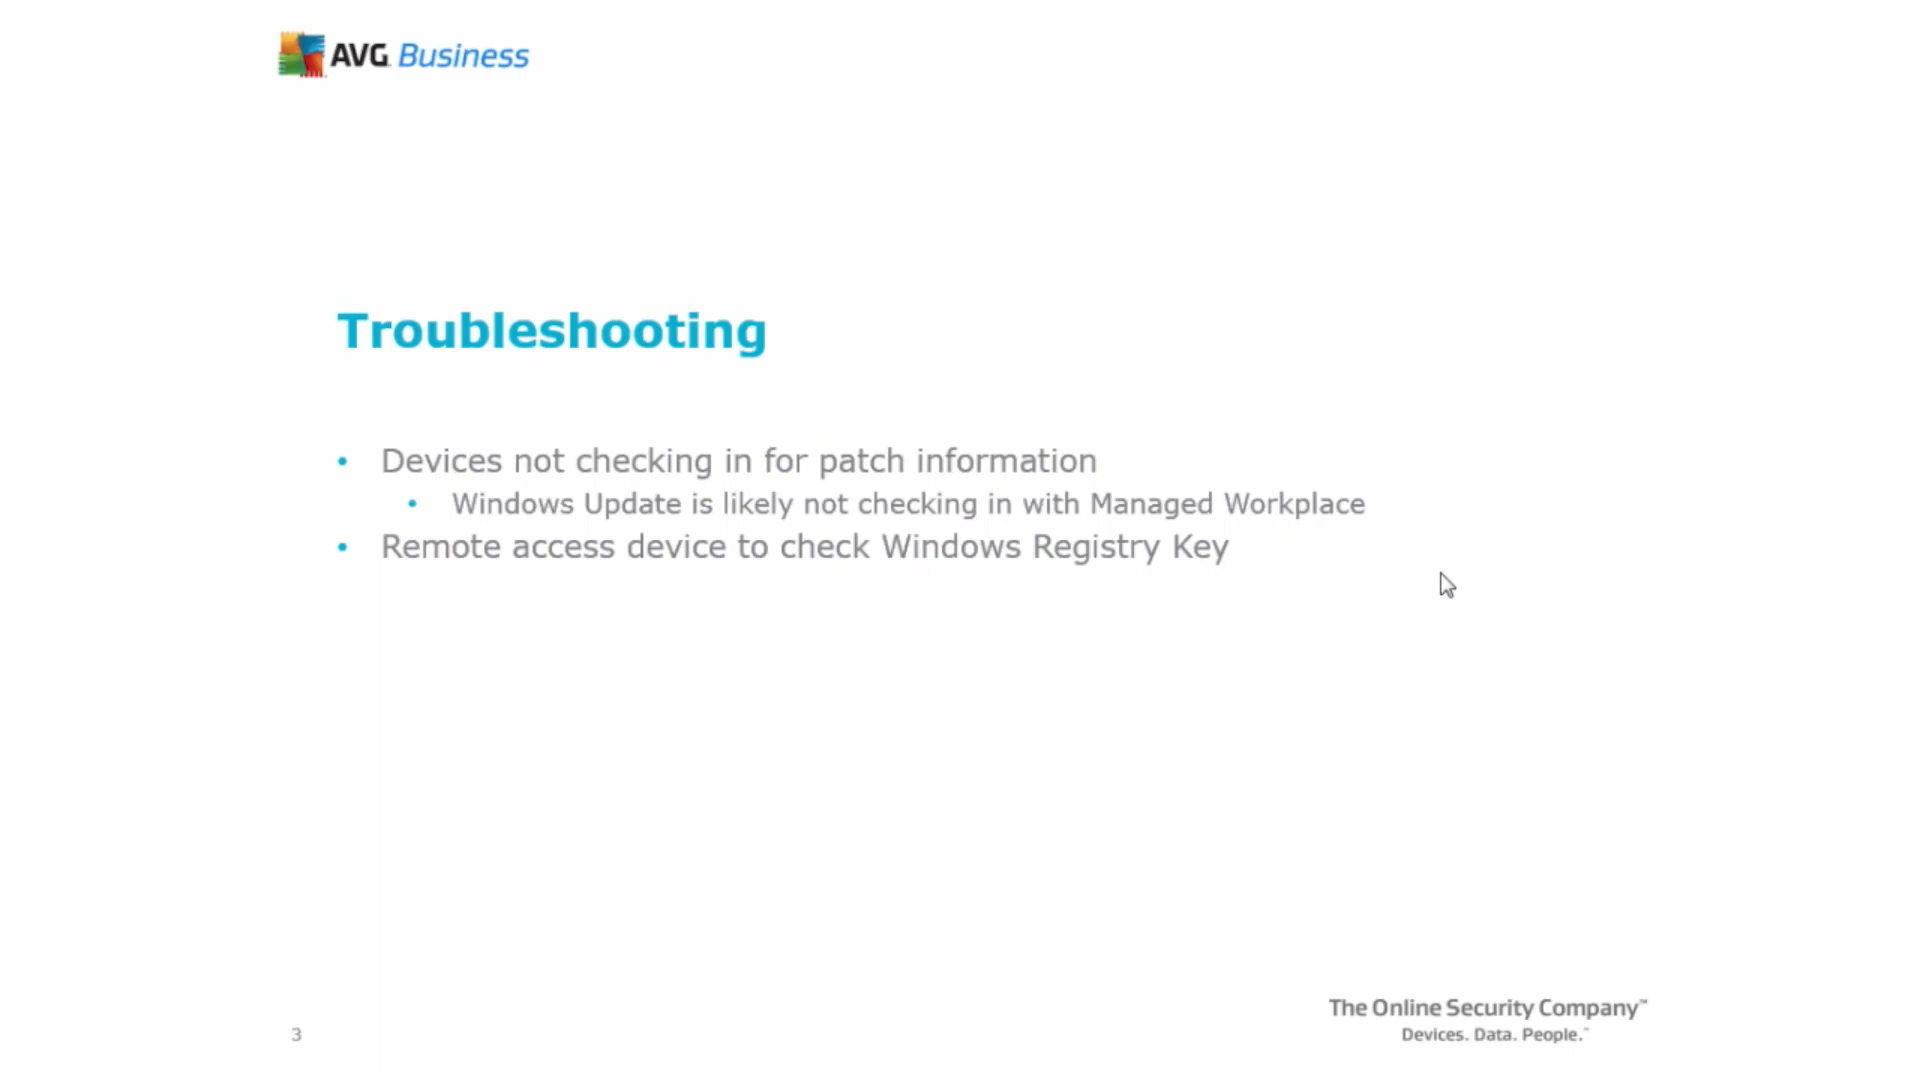 AVG Business
Troubleshooting
• Devices not checking in for patch information
• Windows Update is likely not checking in with Managed Workplace
• Remote access device to check Windows Registry Key
The Online Security Company™
Devices. Data. People.™
3